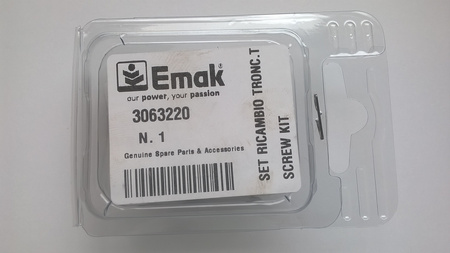 Emak®
our power, your passion
3063220
N. 1
Genuine Spare Parts & Accessories
SET RICAMBIO TRONC.T
SCREW KIT